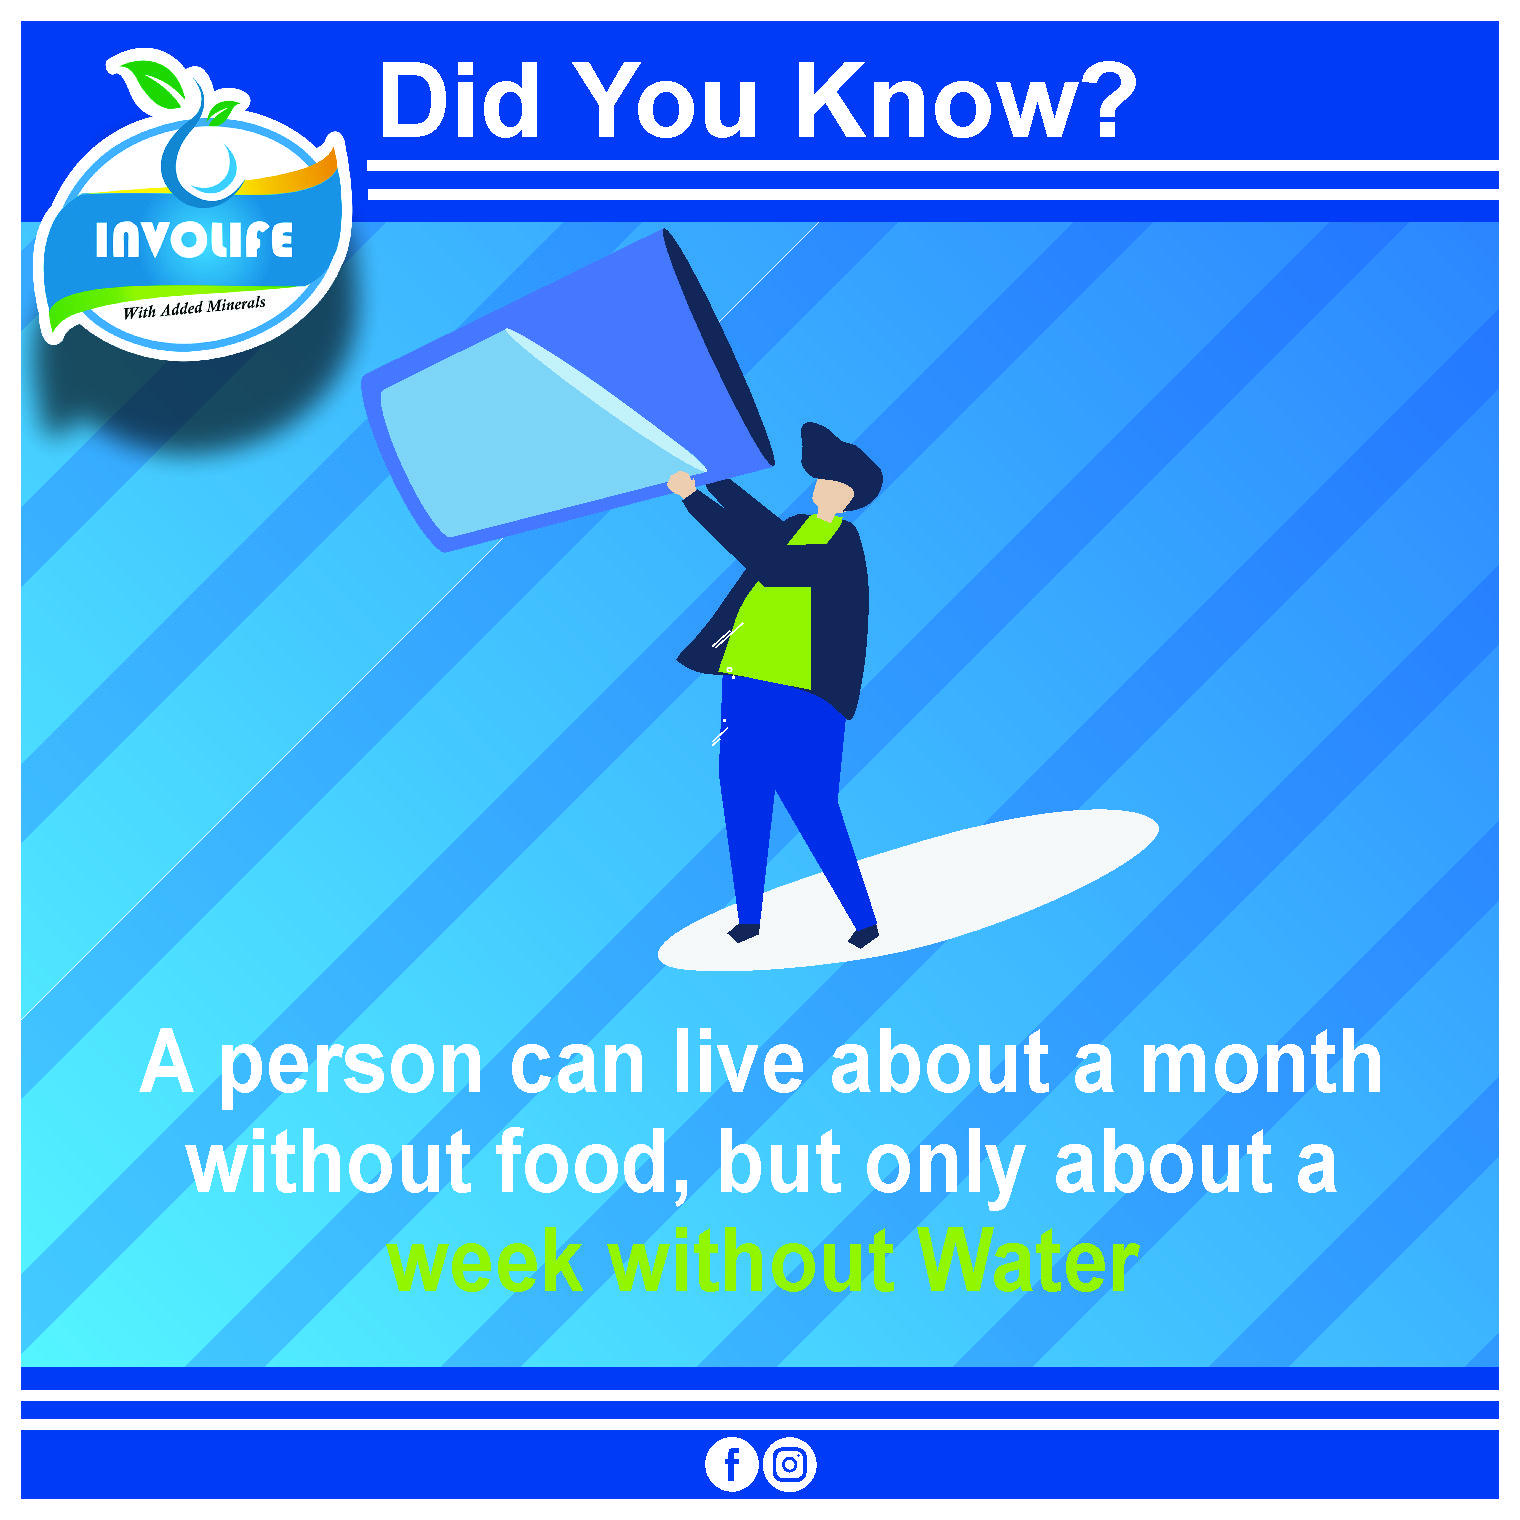 Did You Know?
INVOLIFE
With Added Minerals
A person can live about a month
without food, but only about a
week without Water